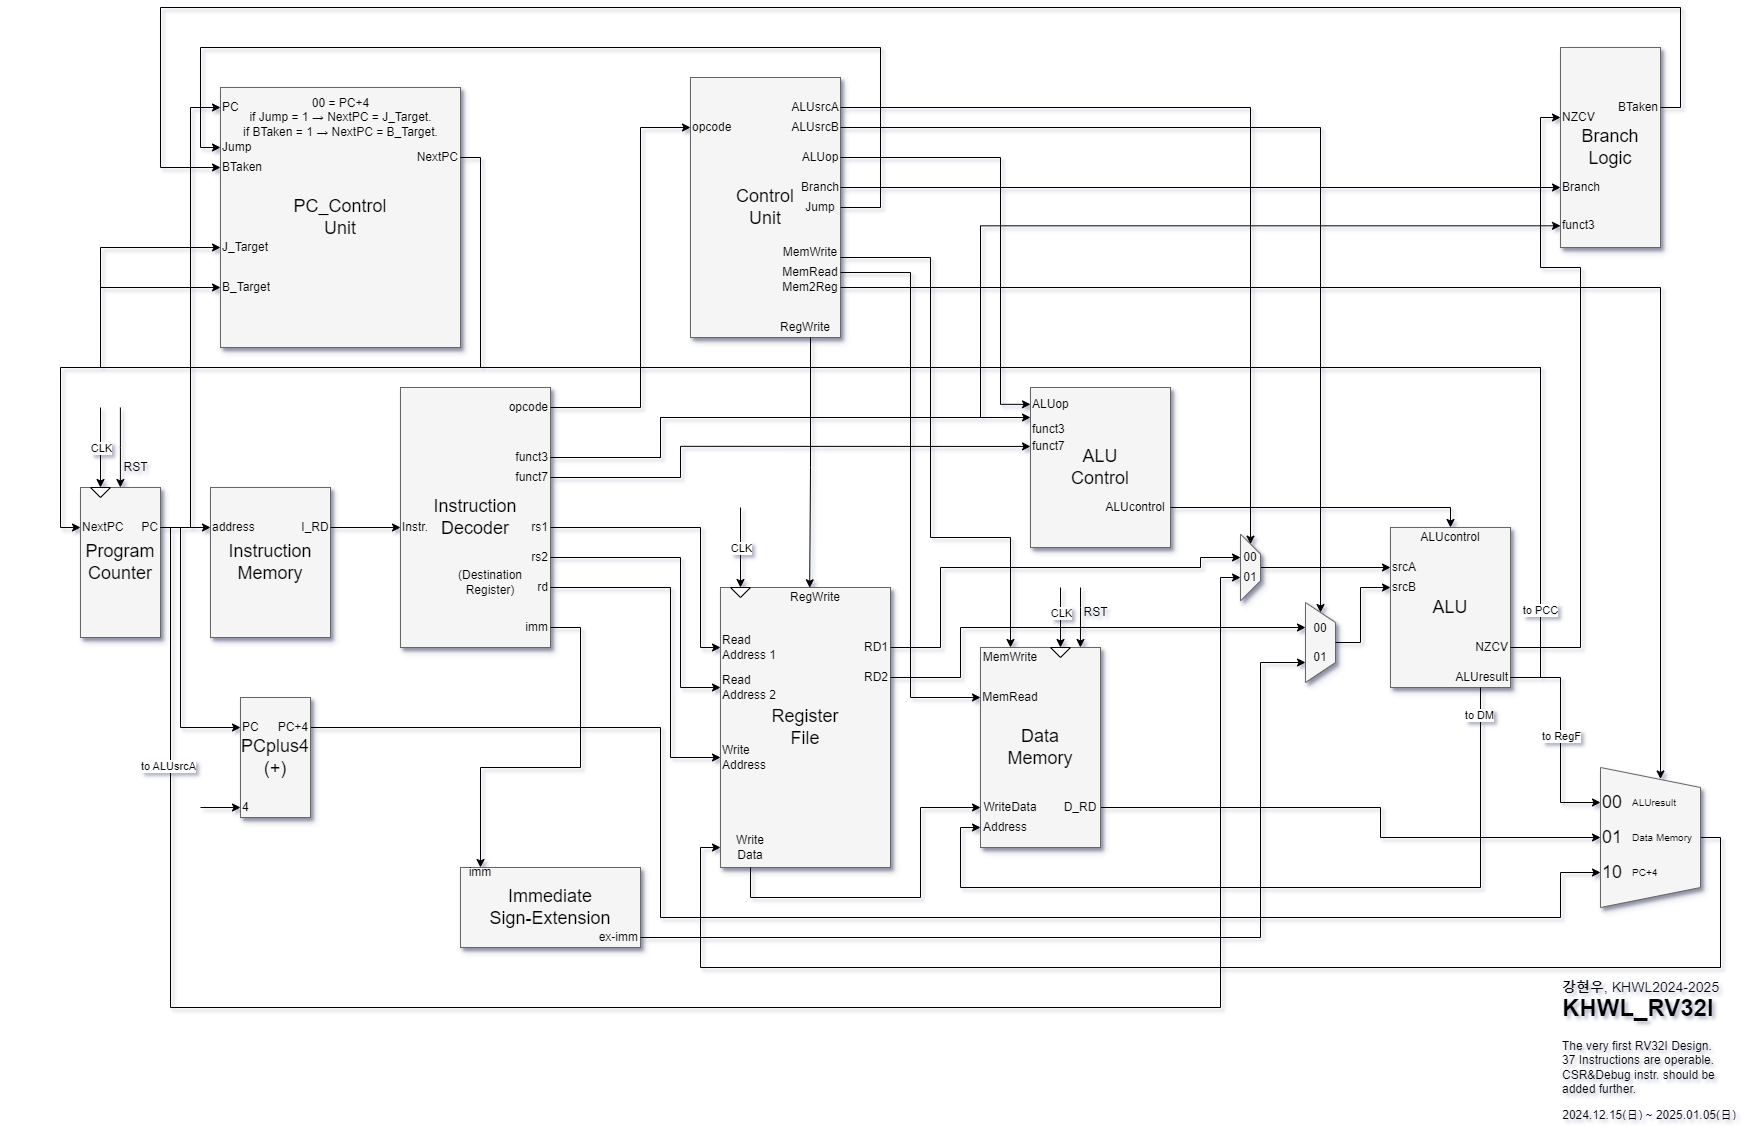 PC
00 = PC+4
if Jump = 1 → NextPC = J_Target.
if BTaken = 1 → NextPC = B_Target.
Jump
BTaken
NextPC
PC_Control
Unit
J_Target
B_Target
opcode
ALUsrcA
ALUsrcB
ALUop
Branch
Jump
Control
Unit
MemWrite
MemRead
Mem2Reg
RegWrite
BTaken
NZCV
Branch
Logic
Branch
funct3
CLK
RST
NextPC
PC
Program
Counter
address
I_RD
Instruction
Memory
opcode
funct3
funct7
Instruction
Decoder
Instr.
rs1
rs2
(Destination
Register)
rd
imm
ALUop
funct3
funct7
ALU
Control
ALUcontrol
CLK
RegWrite
Read
Address 1
Read
Address 2
RD1
RD2
Register
File
Write
Address
Write
Data
CLK
RST
MemWrite
MemRead
Data
Memory
WriteData
D_RD
Address
00
01
00
01
ALUcontrol
srcA
srcB
ALU
NZCV
ALUresult
to PCC
to DM
to RegF
PC
PC+4
PCplus4
(+)
4
to ALUsrcA
imm
Immediate
Sign-Extension
ex-imm
00 ALUresult
01 Data Memory
10 PC+4
강현우, KHWL2024-2025
KHWL_RV32I
The very first RV32I Design.
37 Instructions are operable.
CSR&Debug instr. should be
added further.
2024.12.15(日) ~ 2025.01.05(日)